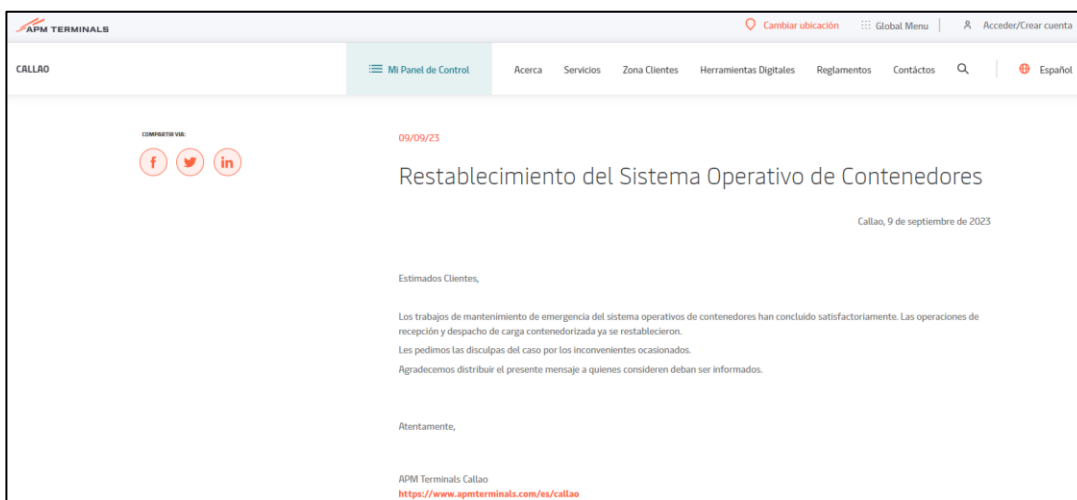 APM TERMINALS
Cambiar ubicación
Global Menu
Acceder/Crear cuenta
CALLAO
Mi Panel de Control
Acerca
Servicios
Zona Clientes
Herramientas Digitales
Reglamentos
Contáctos
Español
COMPARTIR VIA:
09/09/23
Restablecimiento del Sistema Operativo de Contenedores
Callao, 9 de septiembre de 2023
Estimados Clientes,
Los trabajos de mantenimiento de emergencia del sistema operativos de contenedores han concluido satisfactoriamente. Las operaciones de
recepción y despacho de carga contenedorizada ya se restablecieron.
Les pedimos las disculpas del caso por los inconvenientes ocasionados.
Agradecemos distribuir el presente mensaje a quienes consideren deban ser informados.
Atentamente,
APM Terminals Callao
https://www.apmterminals.com/es/callao